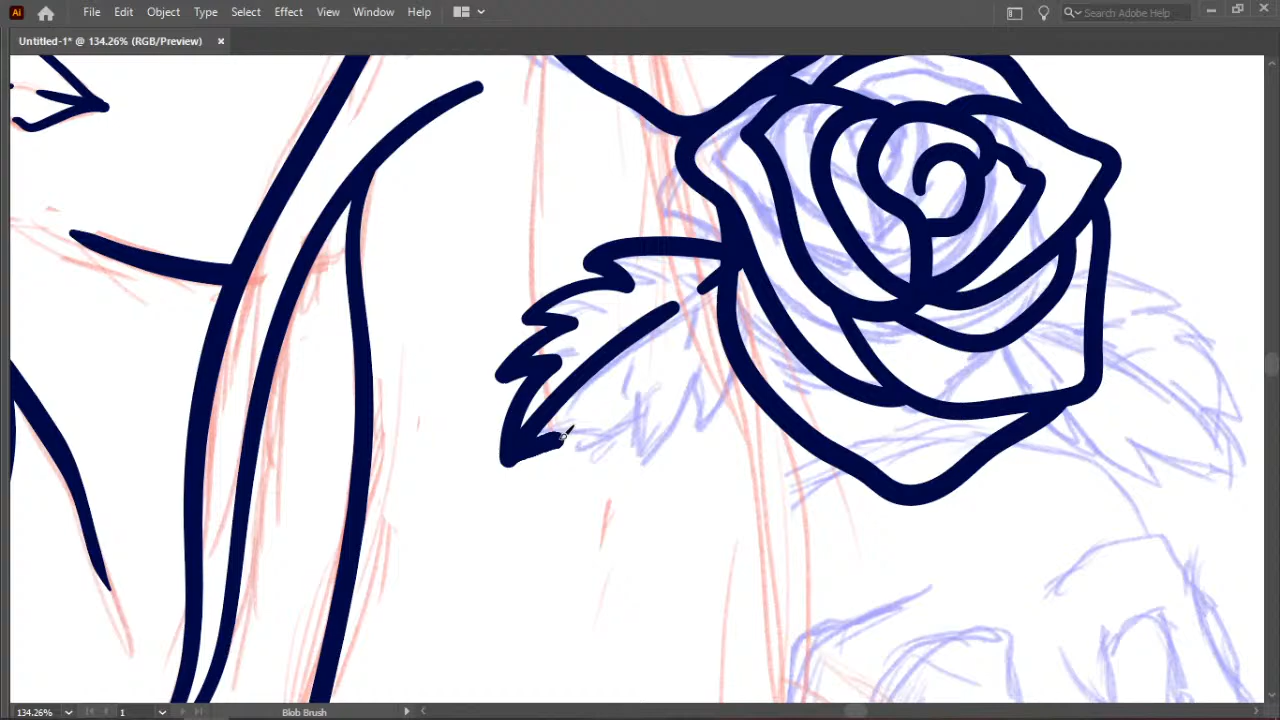 Ai File Edit Object Type Select Effect View Window Help Search Adobe Help
Untitled-1* @ 134.26% (RGB/Preview) ×
134.26% 1 Blob Brush